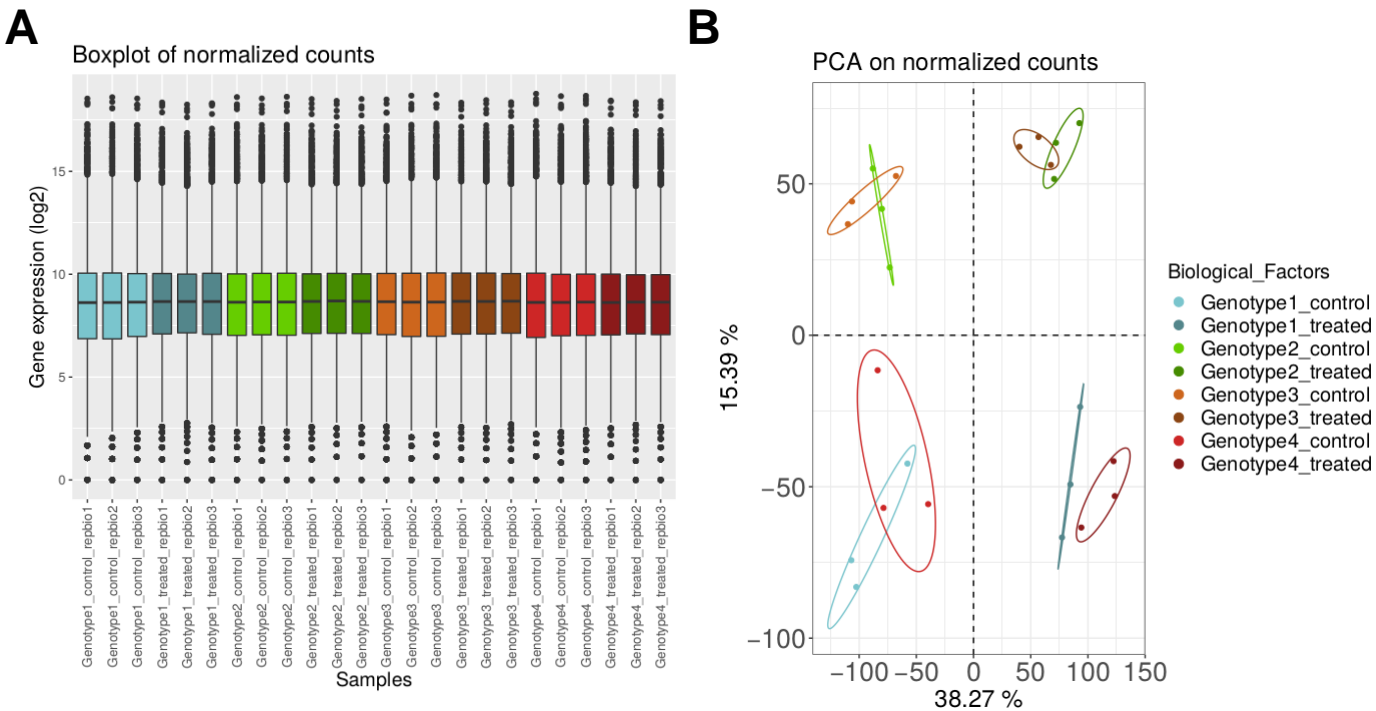 A
Boxplot of normalized counts
Gene expression (log2)
15
10
5
0
Genotype1_control_repbio1
Genotype1_control_repbio2
Genotype1_control_repbio3
Genotype1_treated_repbio1
Genotype1_treated_repbio2
Genotype1_treated_repbio3
Genotype2_control_repbio1
Genotype2_control_repbio2
Genotype2_control_repbio3
Genotype2_treated_repbio1
Genotype2_treated_repbio2
Genotype2_treated_repbio3
Genotype3_control_repbio1
Genotype3_control_repbio2
Genotype3_control_repbio3
Genotype3_treated_repbio1
Genotype3_treated_repbio2
Genotype3_treated_repbio3
Genotype4_control_repbio1
Genotype4_control_repbio2
Genotype4_control_repbio3
Genotype4_treated_repbio1
Genotype4_treated_repbio2
Genotype4_treated_repbio3
Samples
B
PCA on normalized counts
15.39 %
50
0
−50
−100
−100 −50 0 50 100 150
38.27 %
Biological_Factors
Genotype1_control
Genotype1_treated
Genotype2_control
Genotype2_treated
Genotype3_control
Genotype3_treated
Genotype4_control
Genotype4_treated